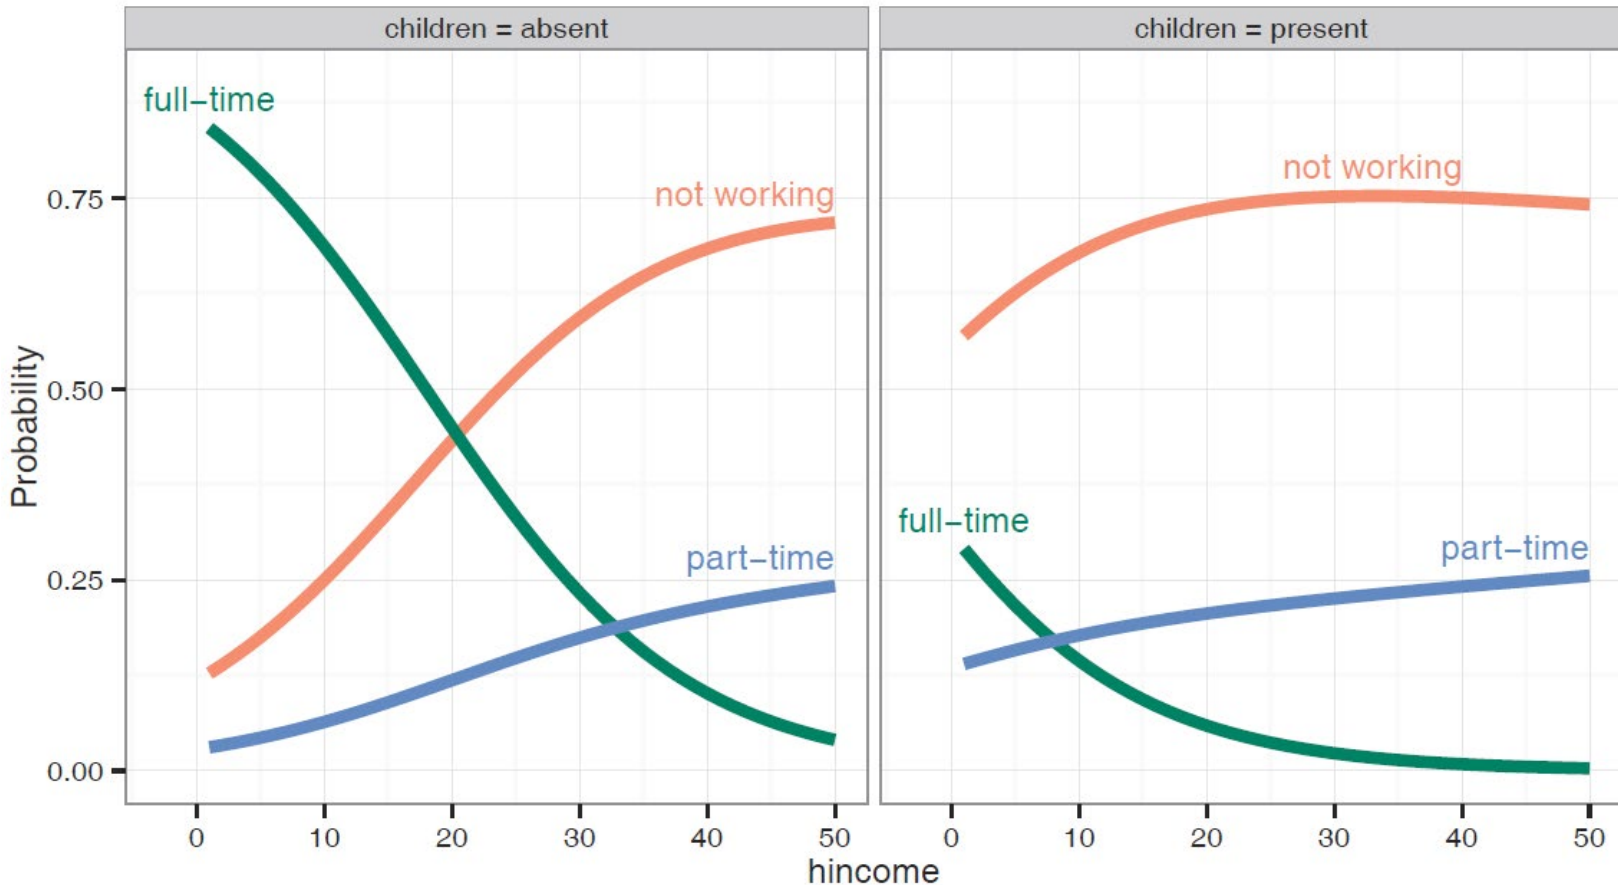 children = absent
children = present
full−time
not working
part−time
not working
full−time
part−time
Probability
0.75
0.50
0.25
0.00
0 10 20 30 40 50
0 10 20 30 40 50
hincome